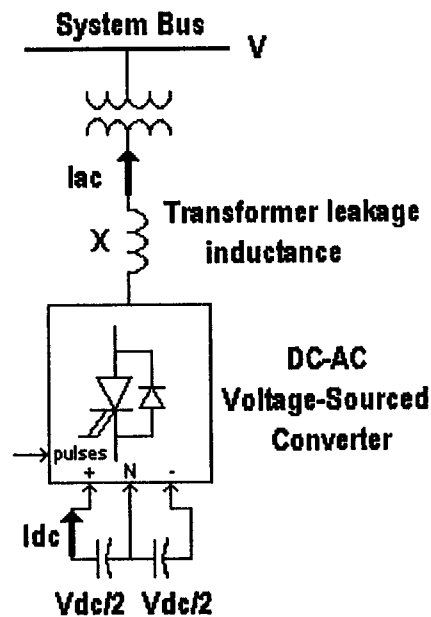 System Bus
V
Iac
X
Transformer leakage
inductance
DC-AC
Voltage-Sourced
Converter
pulses
+ N -
Idc
Vdc/2 Vdc/2